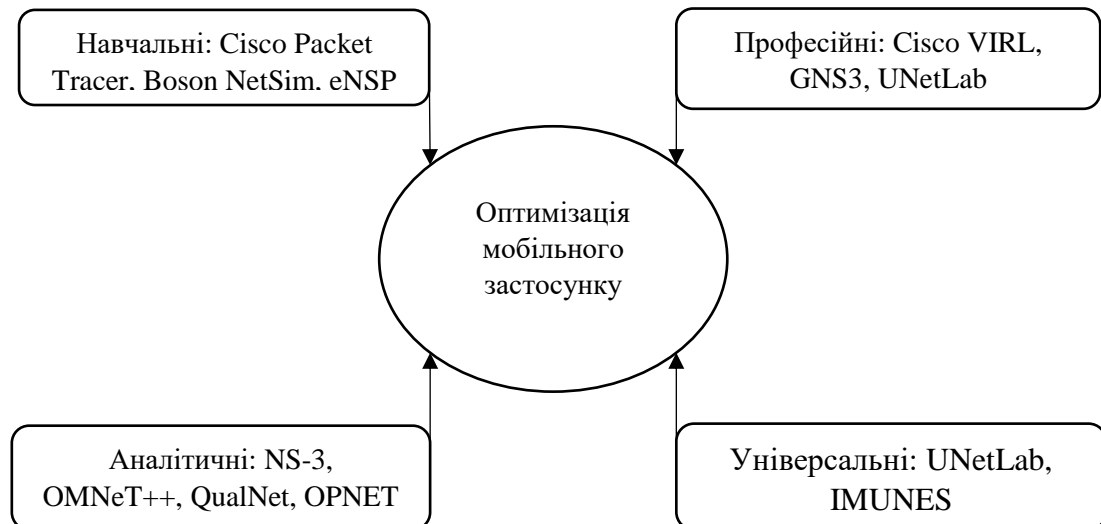 Навчальні: Cisco Packet
Tracer, Boson NetSim, eNSP
Професійні: Cisco VIRL,
GNS3, UNetLab
Оптимізація
мобільного
застосунку
Аналітичні: NS-3,
OMNeT++, QualNet, OPNET
Універсальні: UNetLab,
IMUNES